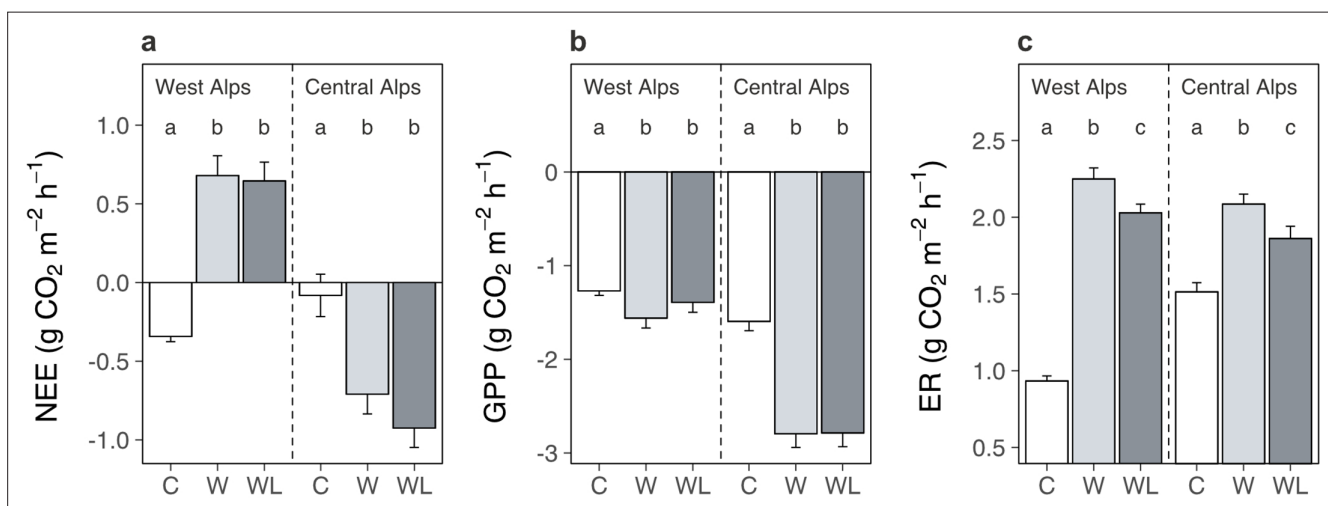 a
West Alps Central Alps
a b b a b b
NEE (g CO₂ m⁻² h⁻¹)
1.0
0.5
0.0
-0.5
-1.0
C W WL C W WL
b
West Alps Central Alps
a b b a b b
GPP (g CO₂ m⁻² h⁻¹)
0
-1
-2
-3
C W WL C W WL
c
West Alps Central Alps
a b c a b c
ER (g CO₂ m⁻² h⁻¹)
2.5
2.0
1.5
1.0
0.5
C W WL C W WL